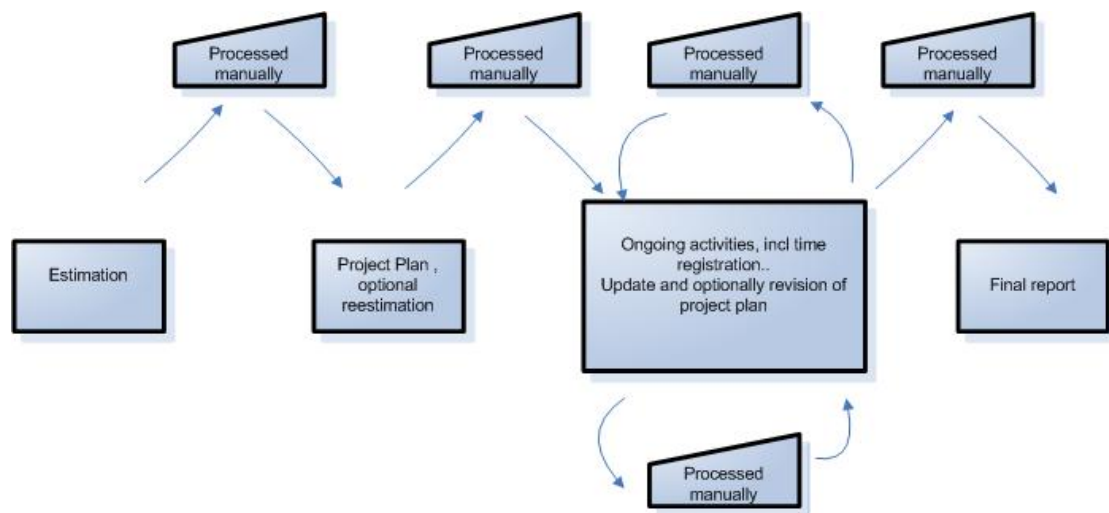 Processed
manually
Processed
manually
Processed
manually
Processed
manually
Estimation
Project Plan ,
optional
reestimation
Ongoing activities, incl time
registration..
Update and optionally revision of
project plan
Final report
Processed
manually